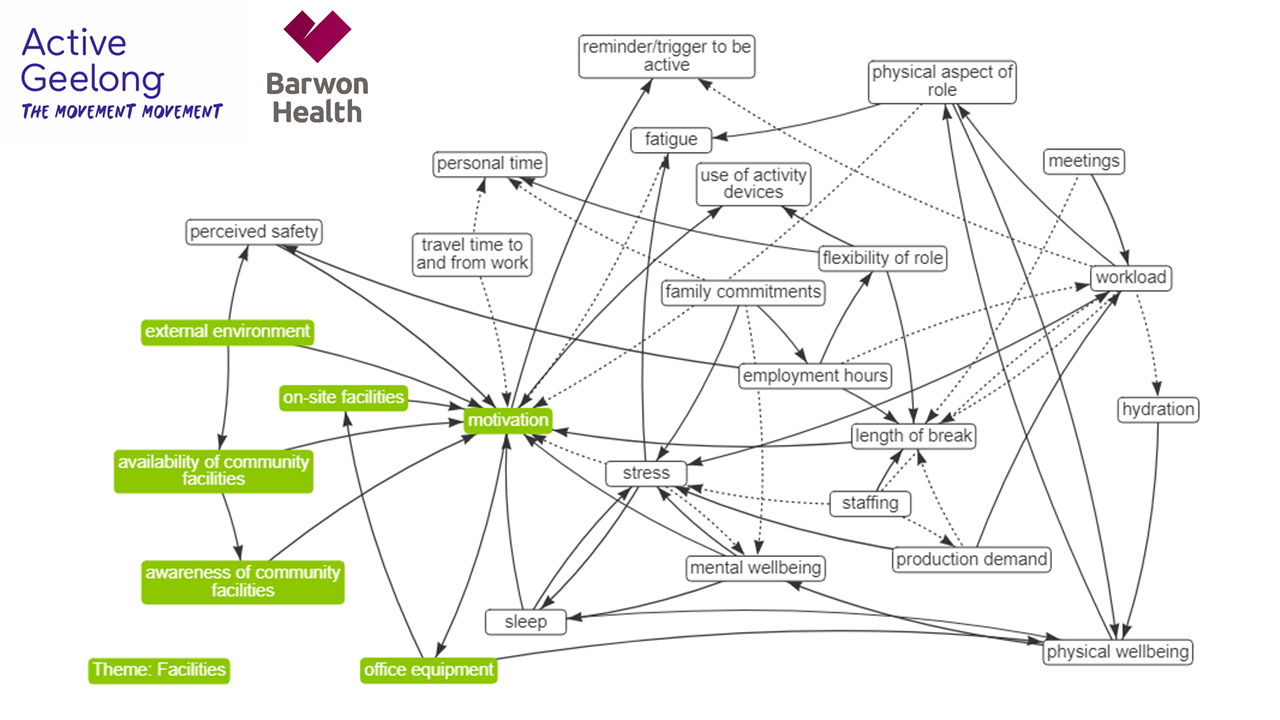 Active
Geelong
THE MOVEMENT MOVEMENT
Barwon
Health
reminder/trigger to be
active
physical aspect of
role
fatigue
personal time
meetings
use of activity
devices
perceived safety
travel time to
and from work
flexibility of role
workload
family commitments
external environment
employment hours
on-site facilities
hydration
motivation
length of break
availability of community
facilities
stress
staffing
production demand
awareness of community
facilities
mental wellbeing
sleep
physical wellbeing
Theme: Facilities
office equipment